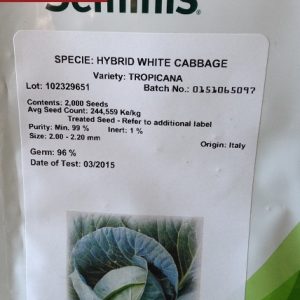 Seminis®
SPECIE: HYBRID WHITE CABBAGE
Variety: TROPICANA
Lot: 102329651 Batch No.: 0151065097
Contents: 2,000 Seeds
Avg Seed Count: 244,559 Ks/kg
Treated Seed - Refer to additional label
Purity: Min. 99 % Inert: 1 %
Size: 2.00 - 2.20 mm Origin: Italy
Germ: 96 %
Date of Test: 03/2015